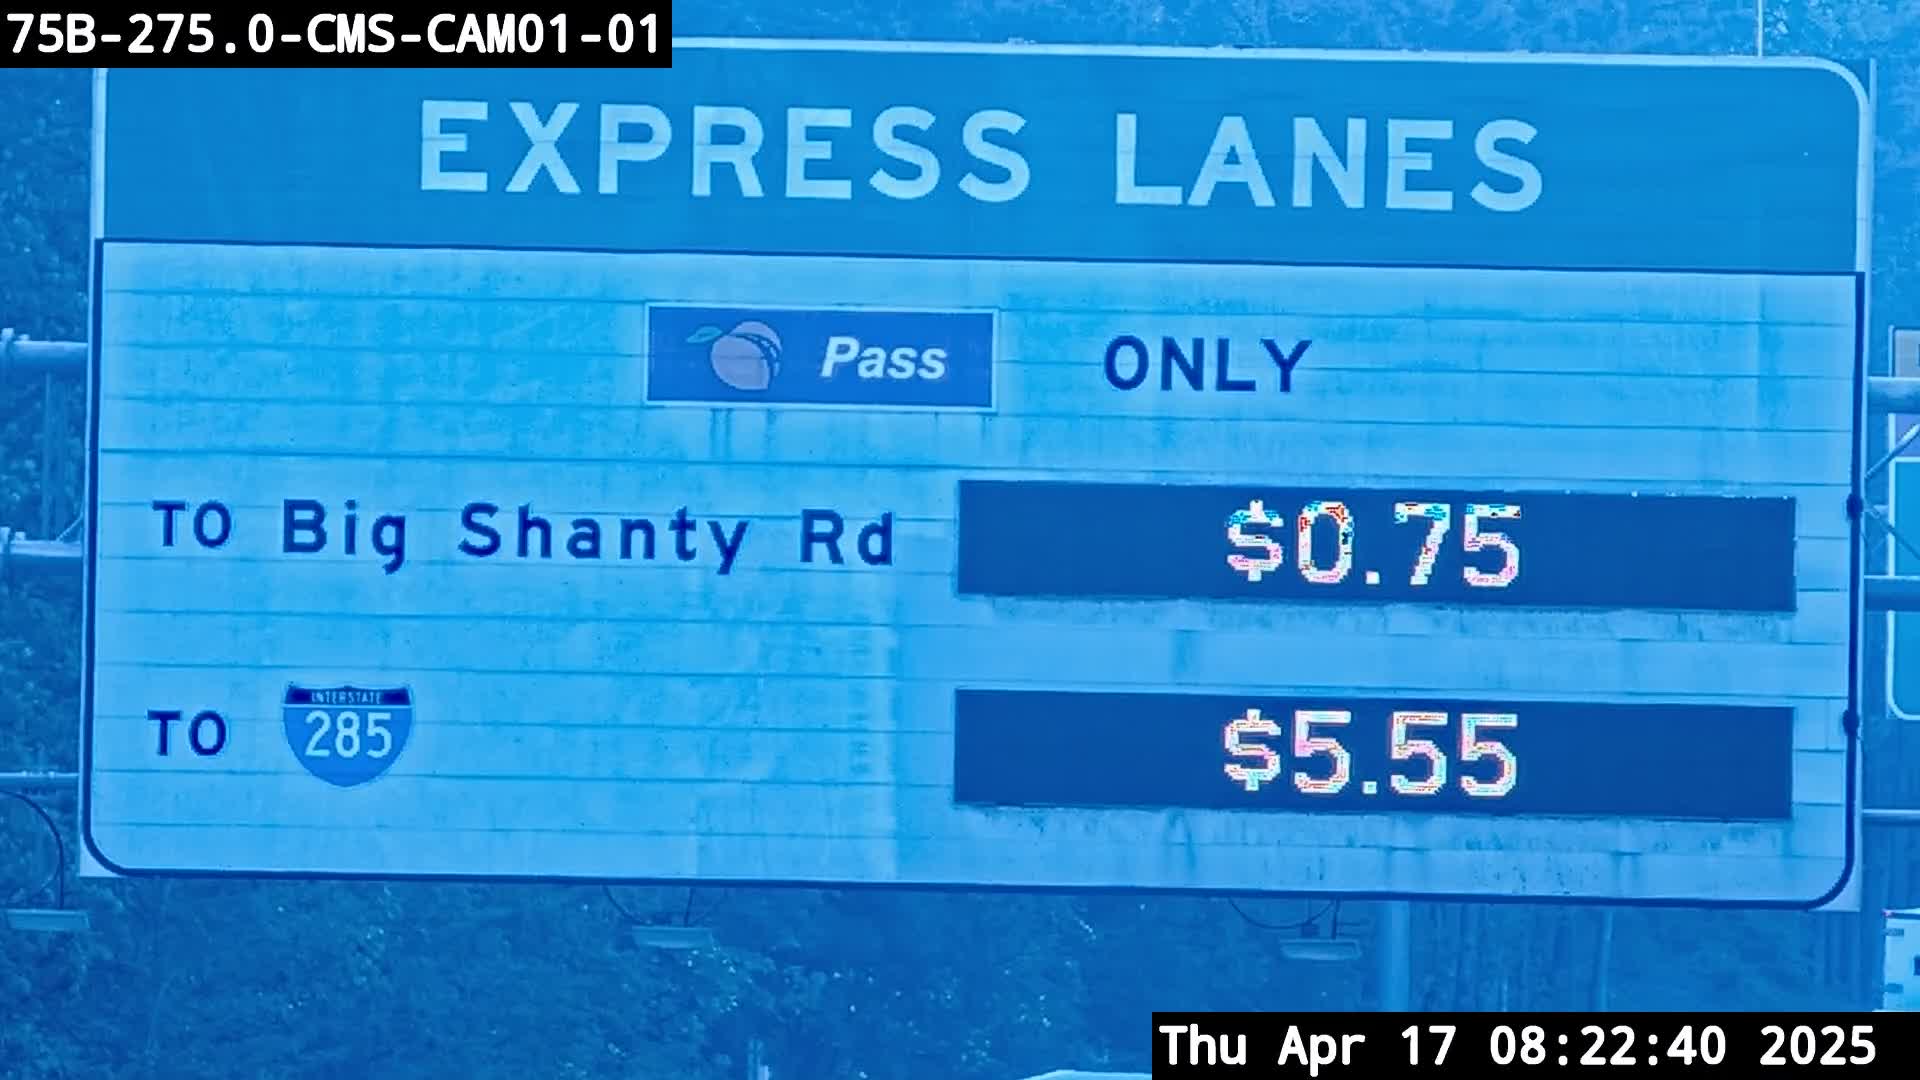 75B-275.0-CMS-CAM01-01
EXPRESS LANES
Pass ONLY
TO Big Shanty Rd $0.75
INTERSTATE
TO 285 $5.55
Thu Apr 17 08:22:40 2025